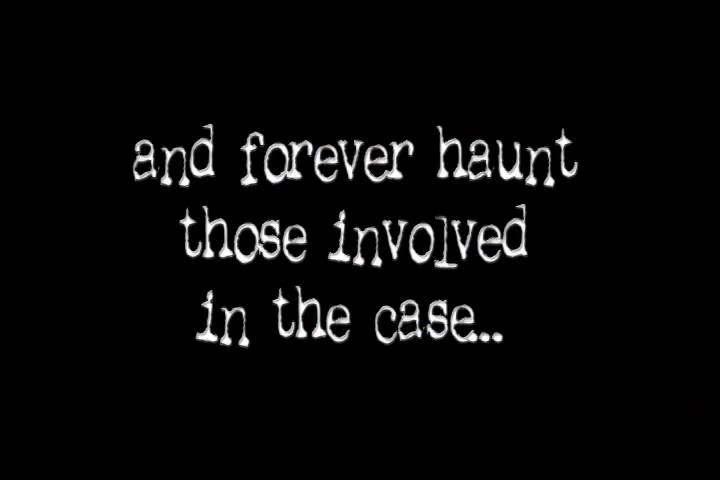 and forever haunt
those involved
in the case...